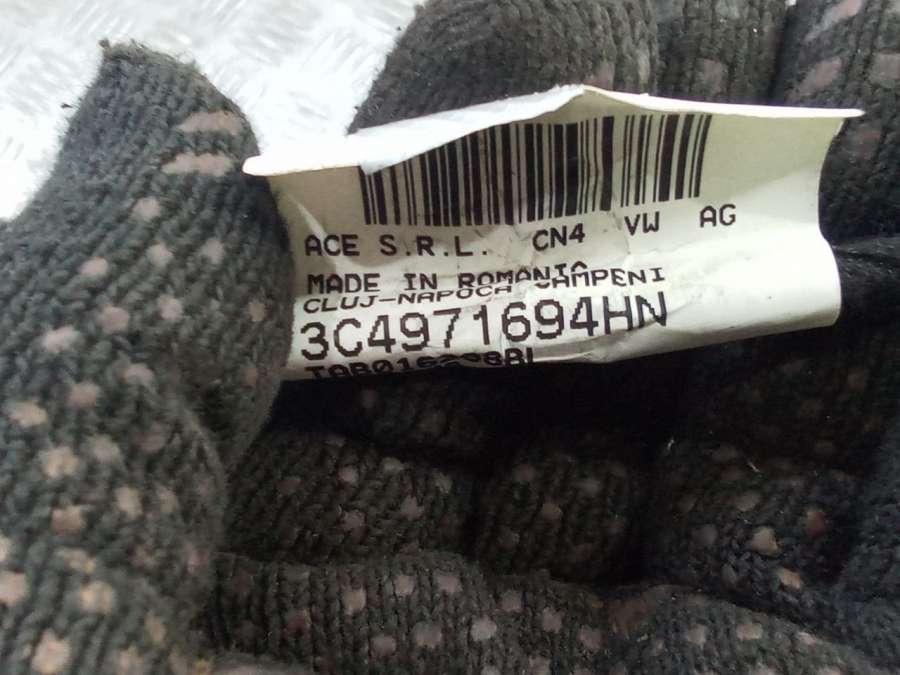 ACE S.R.L. CN4 VW AG
MADE IN ROMANIA
CLUJ-NAPOCA CAMPENI
3C4971694HN